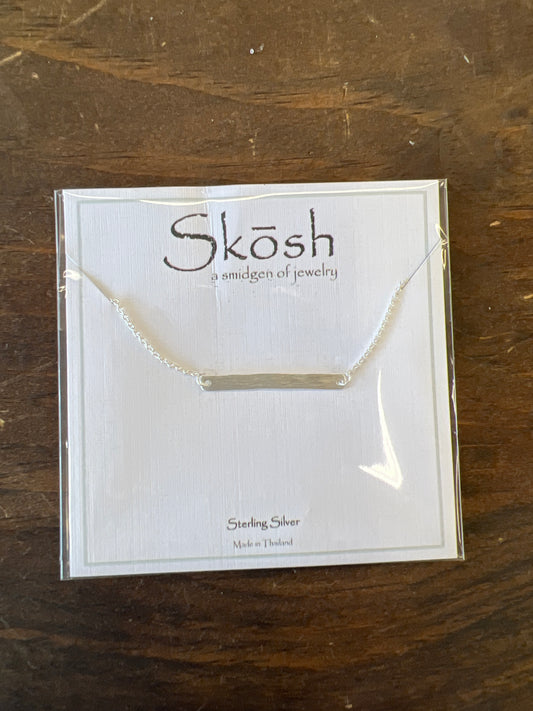 Skōsh
a smidgen of jewelry
Sterling Silver
Made in Thailand